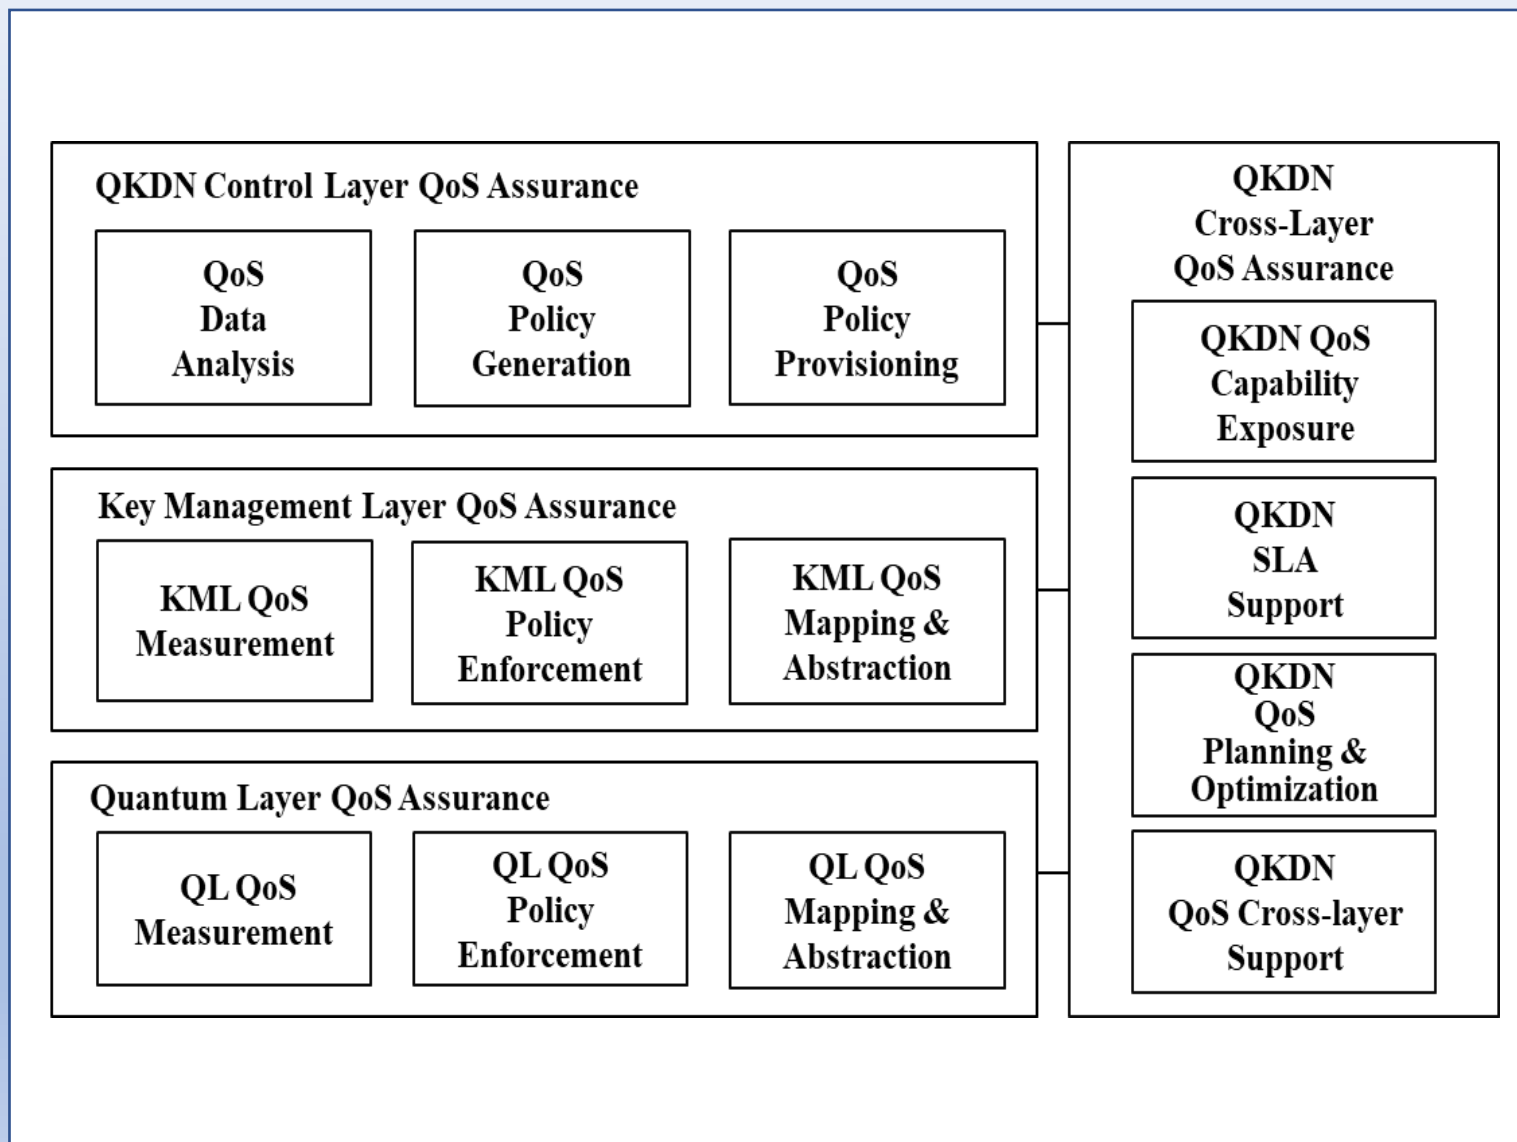 QKDN Control Layer QoS Assurance
QoS
Data
Analysis
QoS
Policy
Generation
QoS
Policy
Provisioning
Key Management Layer QoS Assurance
KML QoS
Measurement
KML QoS
Policy
Enforcement
KML QoS
Mapping &
Abstraction
Quantum Layer QoS Assurance
QL QoS
Measurement
QL QoS
Policy
Enforcement
QL QoS
Mapping &
Abstraction
QKDN
Cross-Layer
QoS Assurance
QKDN QoS
Capability
Exposure
QKDN
SLA
Support
QKDN
QoS
Planning &
Optimization
QKDN
QoS Cross-layer
Support